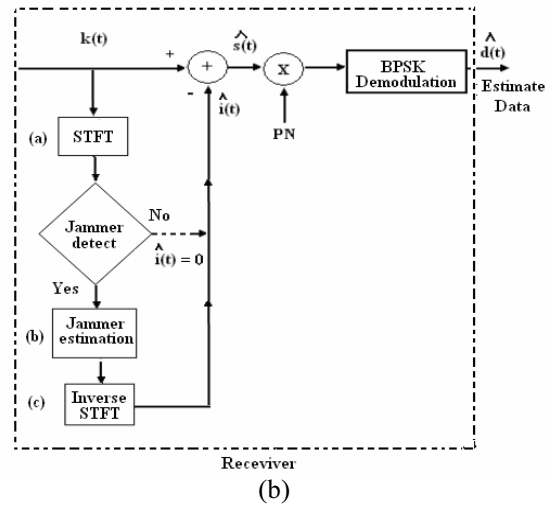 k(t)
+
+
-
^
s(t)
^
i(t)
X
PN
BPSK
Demodulation
^
d(t)
Estimate
Data
(a)
STFT
Jammer
detect
No
^
i(t) = 0
Yes
(b)
Jammer
estimation
(c)
Inverse
STFT
Receviver
(b)